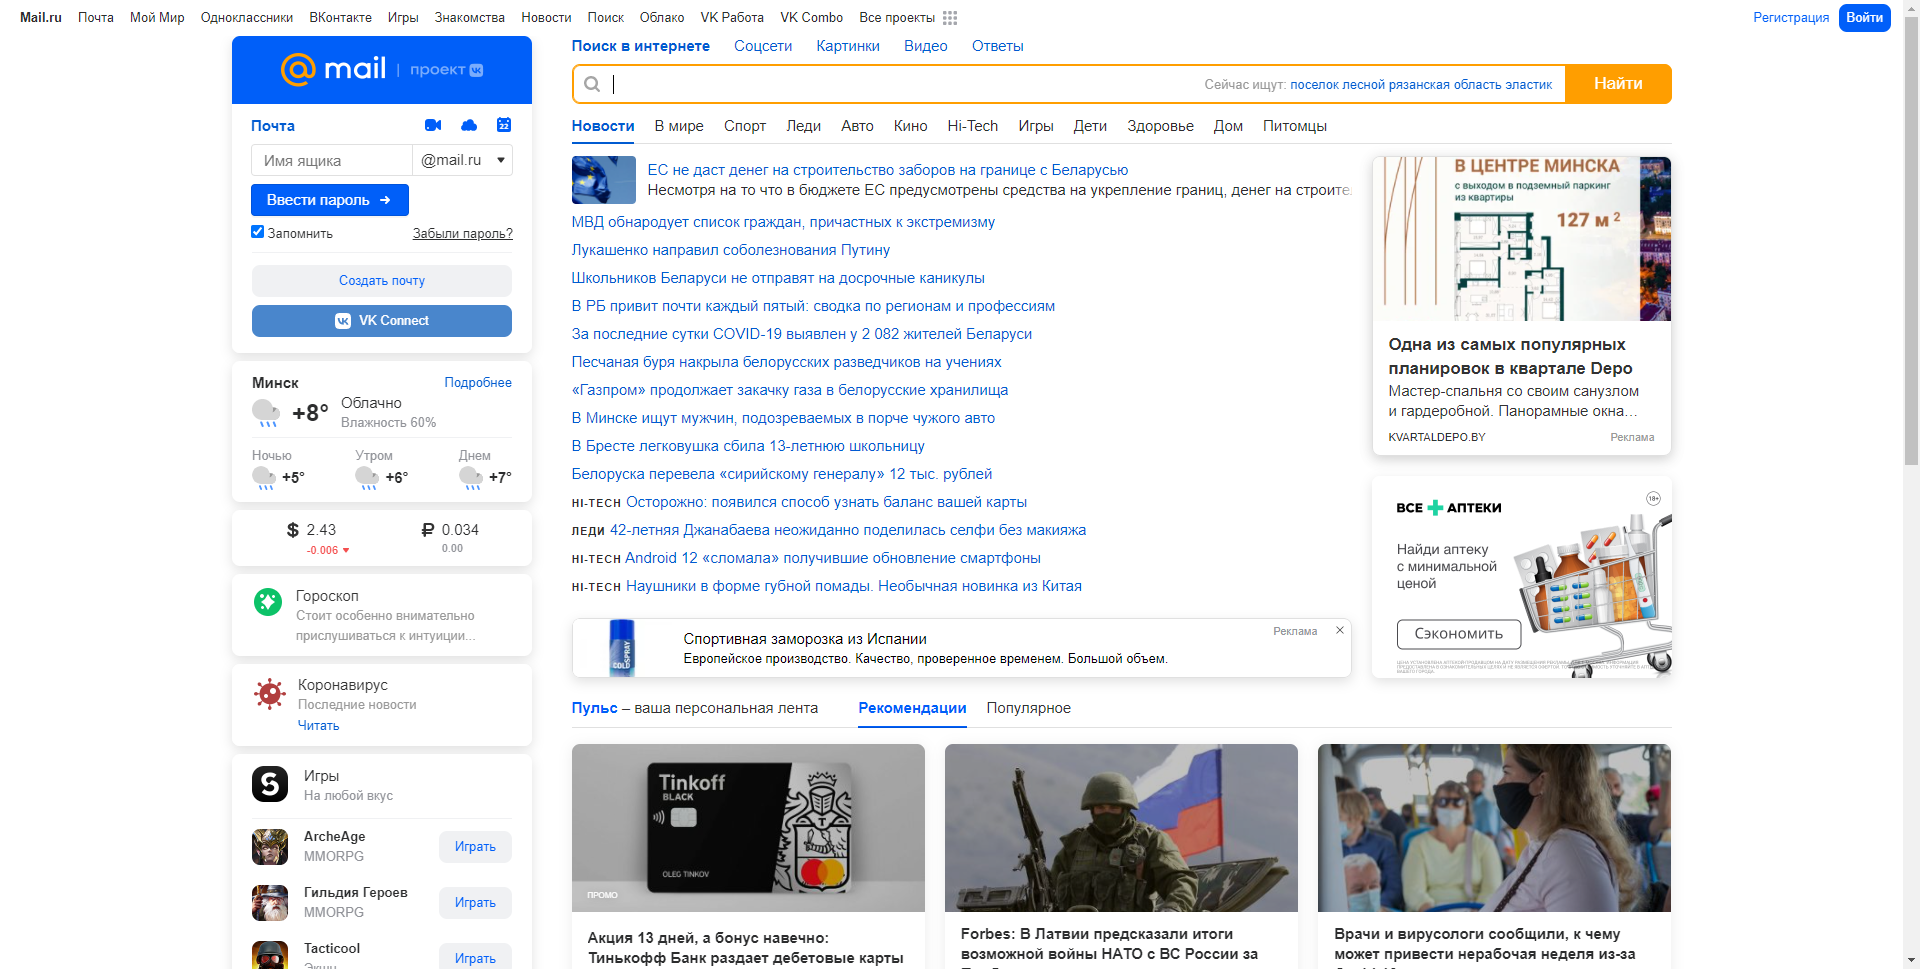 Mail.ru Почта Мой Мир Одноклассники ВКонтакте Игры Знакомства Новости Поиск Облако VK Работа VK Combo Все проекты
Регистрация Войти
mail | проект
Почта
22
Имя ящика @mail.ru
Ввести пароль
Запомнить Забыли пароль?
Создать почту
VK Connect
Минск Подробнее
+8° Облачно
Влажность 60%
Ночью Утром Днем
+5° +6° +7°
$ 2.43 ₽ 0.034
-0.006 0.00
Гороскоп
Стоит особенно внимательно
прислушиваться к интуиции...
Коронавирус
Последние новости
Читать
Игры
На любой вкус
ArcheAge
MMORPG
Играть
Гильдия Героев
MMORPG
Играть
Tacticool
Играть
Поиск в интернете Соцсети Картинки Видео Ответы
Сейчас ищут: поселок лесной рязанская область эластик Найти
Новости В мире Спорт Леди Авто Кино Hi-Tech Игры Дети Здоровье Дом Питомцы
ЕС не даст денег на строительство заборов на границе с Беларусью
Несмотря на то что в бюджете ЕС предусмотрены средства на укрепление границ, денег на строите
МВД обнародует список граждан, причастных к экстремизму
Лукашенко направил соболезнования Путину
Школьников Беларуси не отправят на досрочные каникулы
В РБ привит почти каждый пятый: сводка по регионам и профессиям
За последние сутки COVID-19 выявлен у 2 082 жителей Беларуси
Песчаная буря накрыла белорусских разведчиков на учениях
«Газпром» продолжает закачку газа в белорусские хранилища
В Минске ищут мужчин, подозреваемых в порче чужого авто
В Бресте легковушка сбила 13-летнюю школьницу
Белоруска перевела «сирийскому генералу» 12 тыс. рублей
HI-TECH Осторожно: появился способ узнать баланс вашей карты
ЛЕДИ 42-летняя Джанабаева неожиданно поделилась селфи без макияжа
HI-TECH Android 12 «сломала» получившие обновление смартфоны
HI-TECH Наушники в форме губной помады. Необычная новинка из Китая
COLDSPRAY
Спортивная заморозка из Испании
Европейское производство. Качество, проверенное временем. Большой объем.
Реклама
В ЦЕНТРЕ МИНСКА
с выходом в подземный паркинг
из квартиры
127 м 2
Одна из самых популярных
планировок в квартале Depo
Мастер-спальня со своим санузлом
и гардеробной. Панорамные окна...
KVARTALDEPO.BY Реклама
ВСЕ АПТЕКИ
18+
Найди аптеку
с минимальной
ценой
Сэкономить
Пульс – ваша персональная лента Рекомендации Популярное
Tinkoff
BLACK
OLEG TINKOV
ПРОМО
Акция 13 дней, а бонус навечно:
Тинькофф Банк раздает дебетовые карты
Forbes: В Латвии предсказали итоги
возможной войны НАТО с ВС России за
Врачи и вирусологи сообщили, к чему
может привести нерабочая неделя из-за